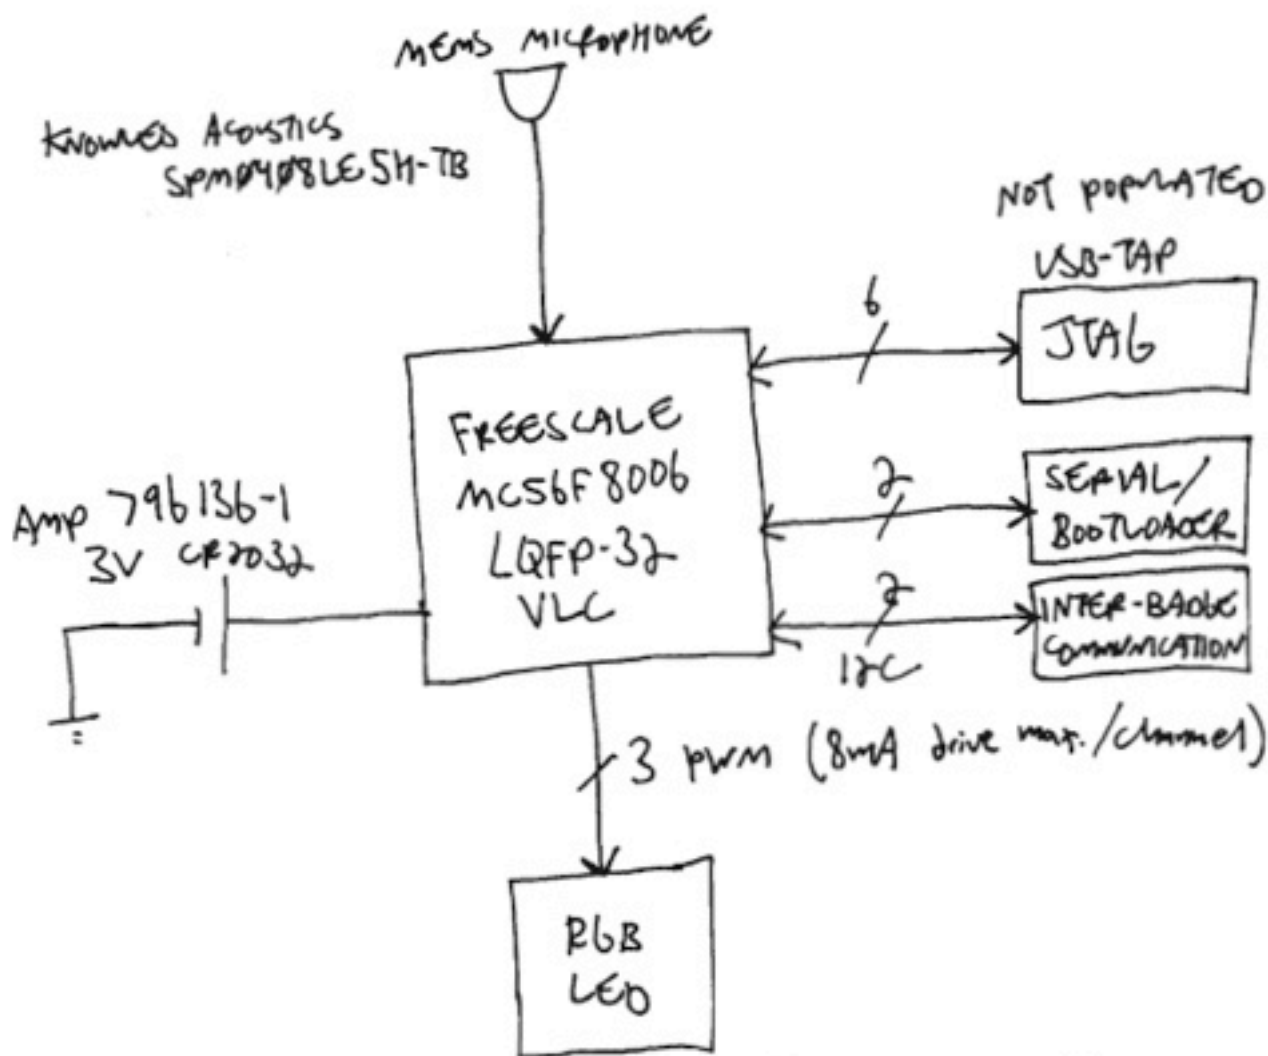 MEMS MICROPHONE
KNOWLES ACOUSTICS
SPM0408LE5H-TB
NOT POPULATED
USB-TAP
JTAG
6
FREESCALE
MC56F8006
LQFP-32
VLC
2
SERIAL/
BOOTLOADER
AMP 796136-1
3V CR2032
2
I2C
INTER-BADGE
COMMUNICATION
3 PWM (8mA drive max./channel)
RGB
LED